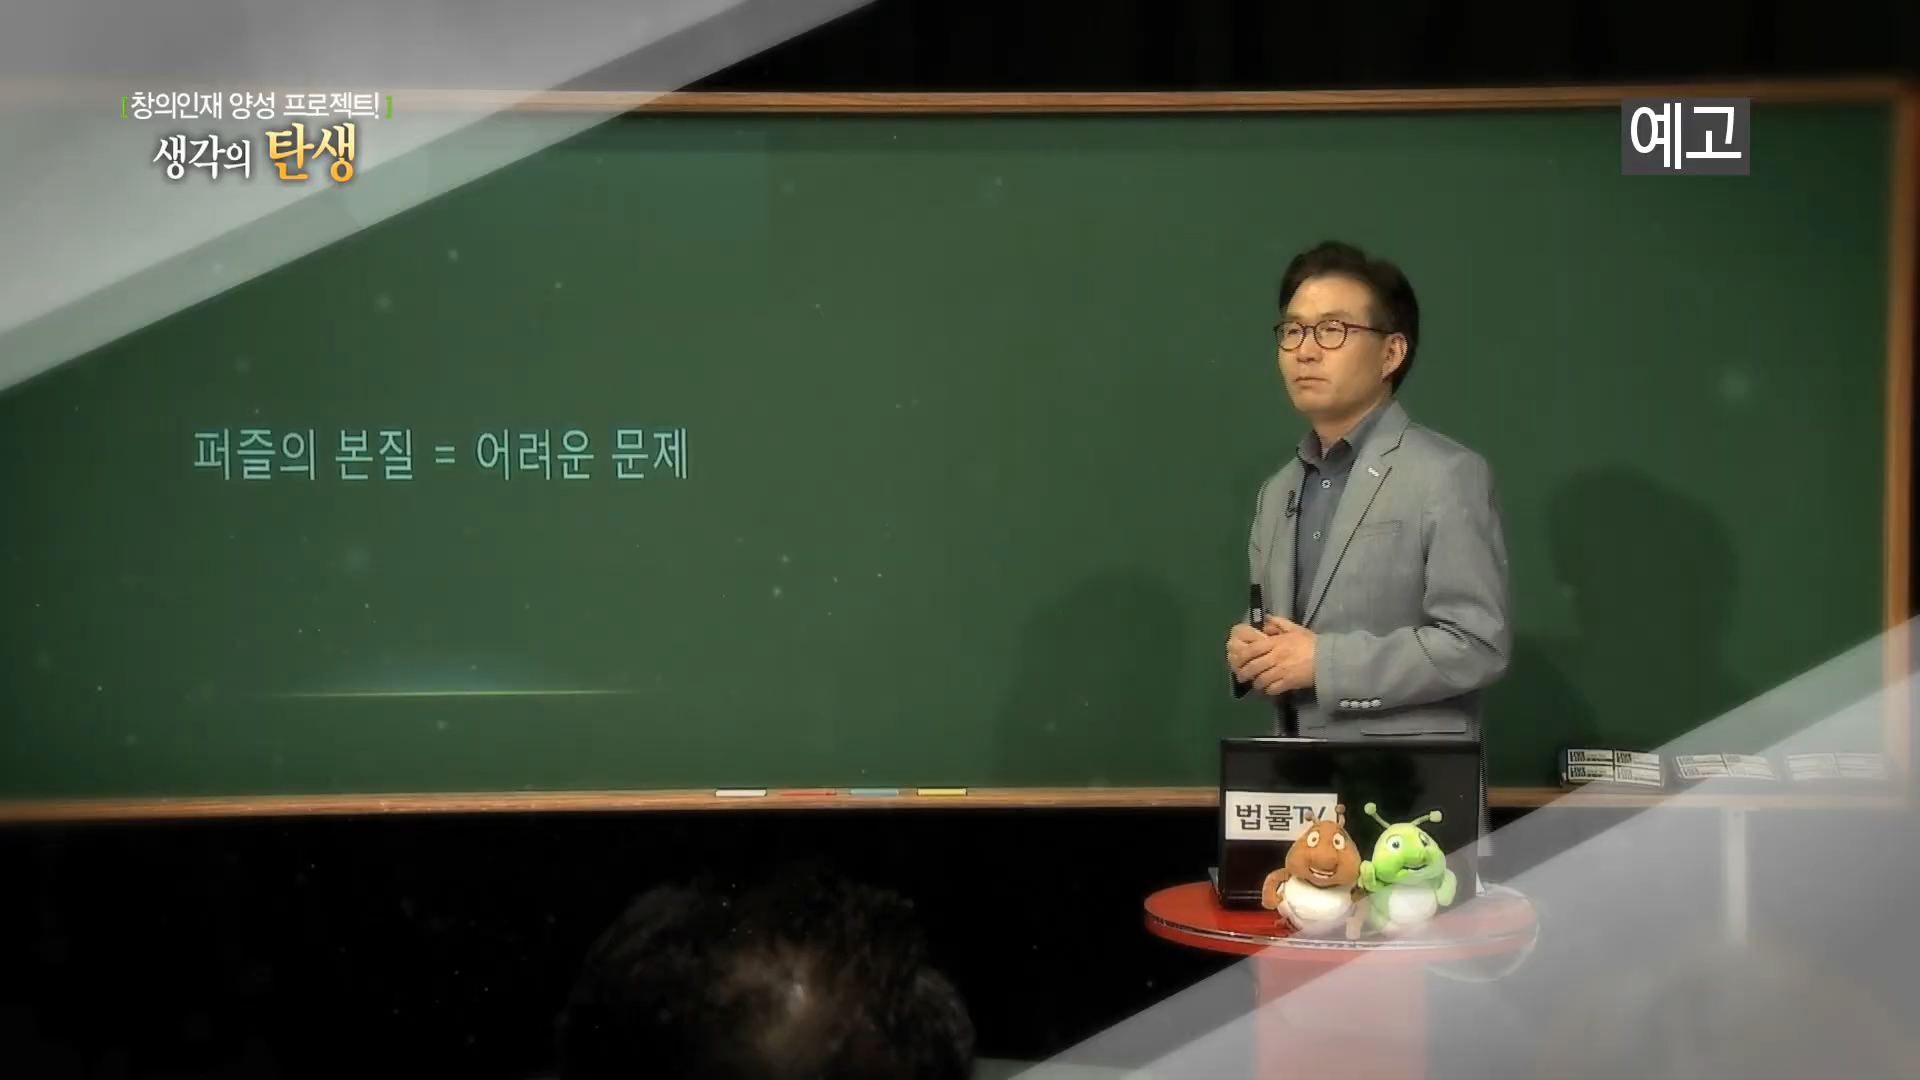 [창의인재 양성 프로젝트!]
생각의 탄생
예고
퍼즐의 본질 = 어려운 문제
법률TV